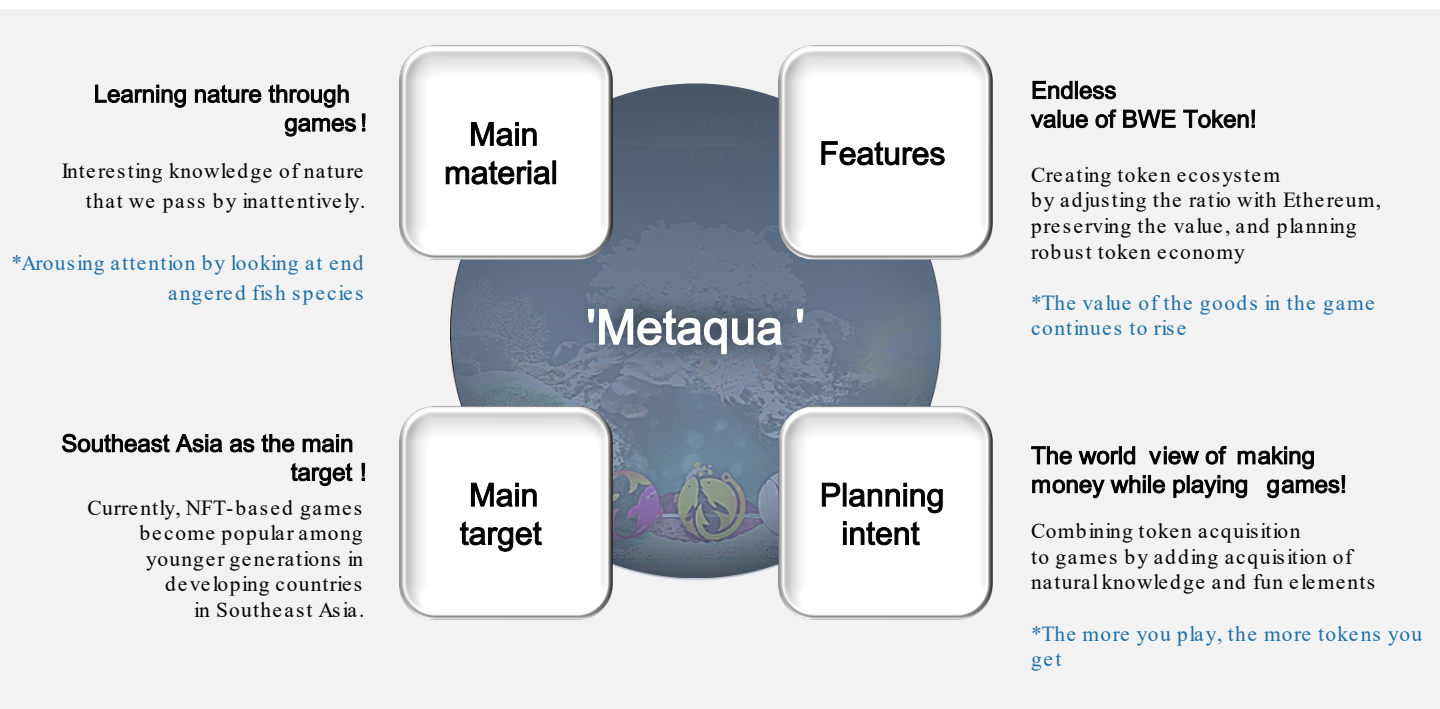 Learning nature through
games!
Interesting knowledge of nature
that we pass by inattentively.
*Arousing attention by looking at end
angered fish species
Main
material
Features
Endless
value of BWE Token!
Creating token ecosystem
by adjusting the ratio with Ethereum,
preserving the value, and planning
robust token economy
*The value of the goods in the game
continues to rise
'Metaqua '
Southeast Asia as the main
target !
Currently, NFT-based games
become popular among
younger generations in
developing countries
in Southeast Asia.
Main
target
Planning
intent
The world view of making
money while playing games!
Combining token acquisition
to games by adding acquisition of
natural knowledge and fun elements
*The more you play, the more tokens you
get